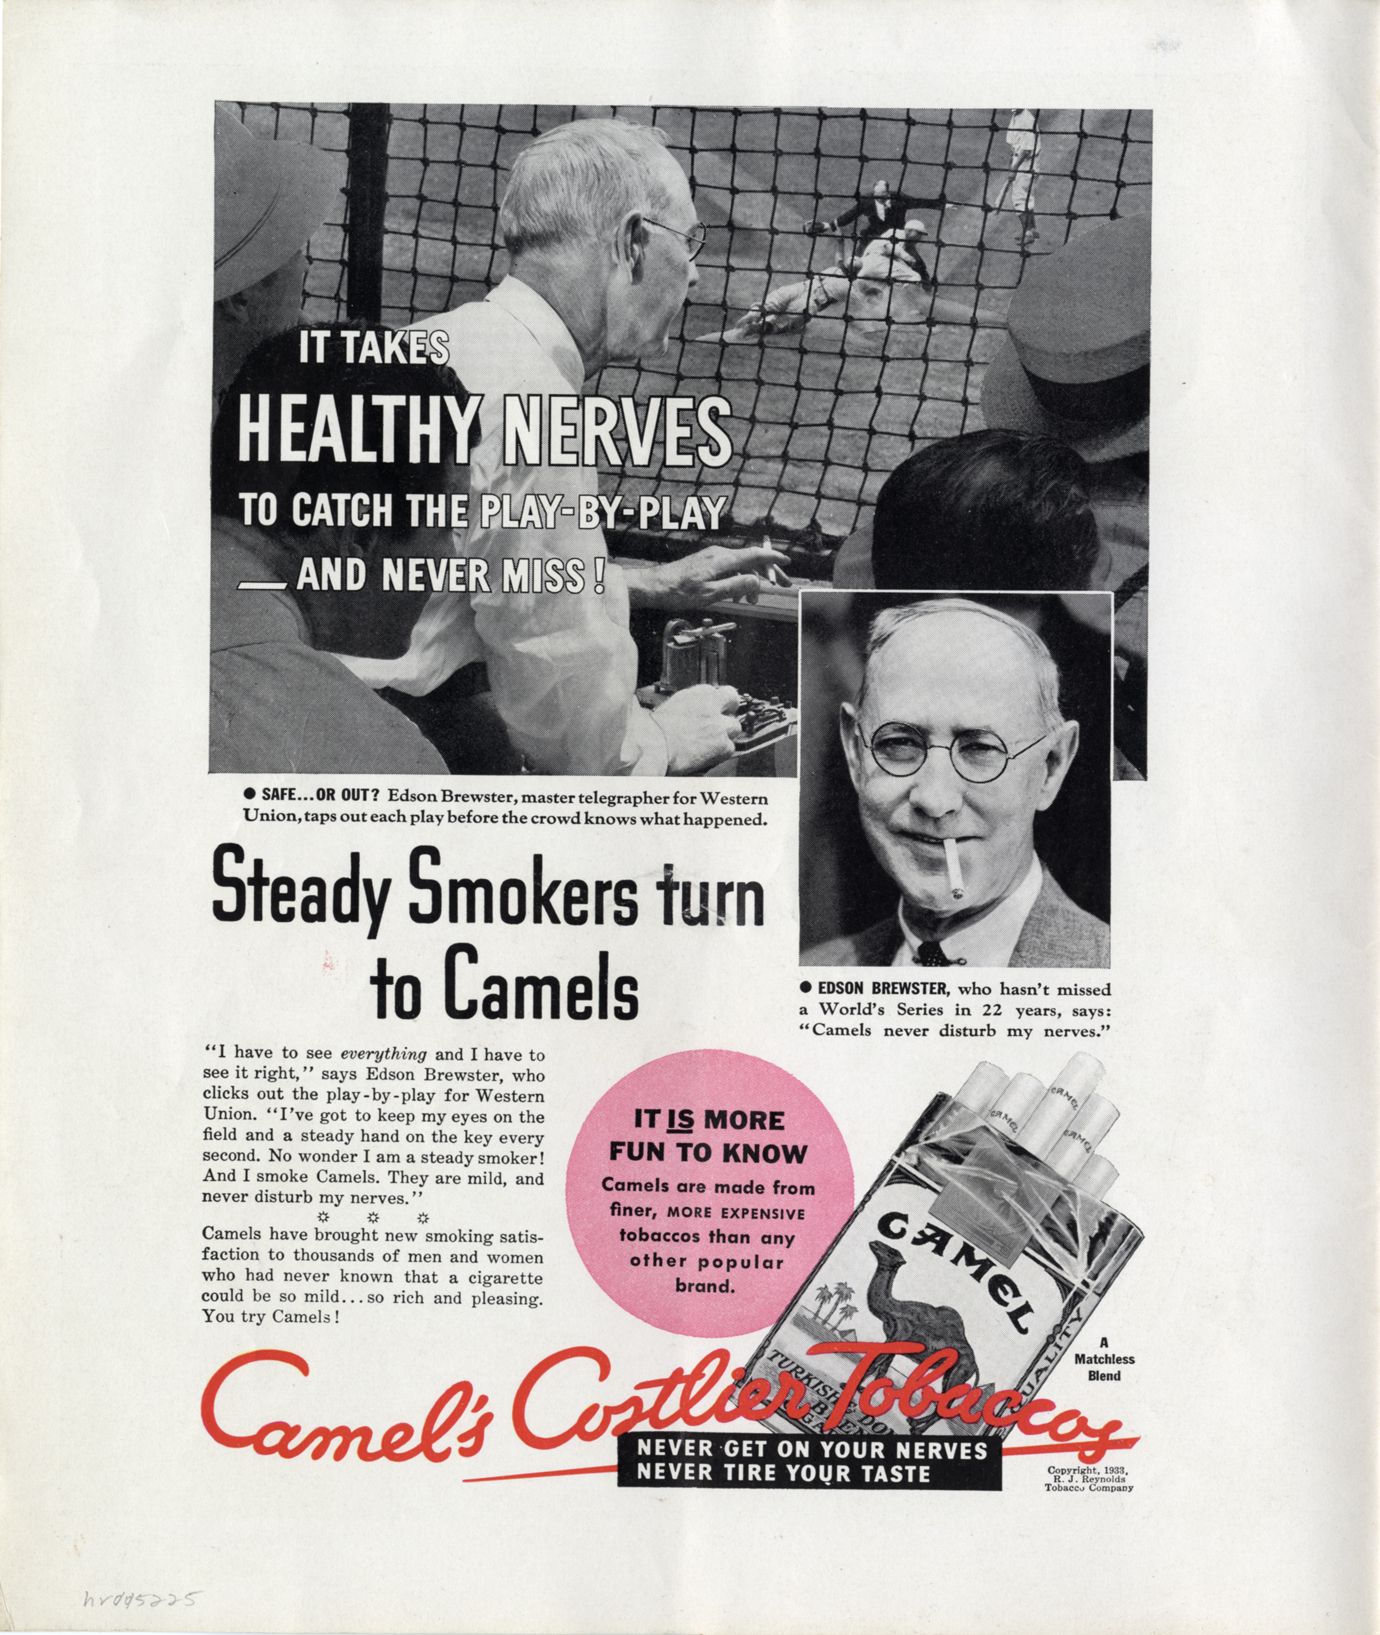 IT TAKES
HEALTHY NERVES
TO CATCH THE PLAY-BY-PLAY
— AND NEVER MISS!
● SAFE...OR OUT? Edson Brewster, master telegrapher for Western
Union, taps out each play before the crowd knows what happened.
Steady Smokers turn
to Camels
● EDSON BREWSTER, who hasn't missed
a World's Series in 22 years, says:
"Camels never disturb my nerves."
"I have to see everything and I have to
see it right," says Edson Brewster, who
clicks out the play-by-play for Western
Union. "I've got to keep my eyes on the
field and a steady hand on the key every
second. No wonder I am a steady smoker!
And I smoke Camels. They are mild, and
never disturb my nerves."
Camels have brought new smoking satis-
faction to thousands of men and women
who had never known that a cigarette
could be so mild...so rich and pleasing.
You try Camels!
IT IS MORE
FUN TO KNOW
Camels are made from
finer, MORE EXPENSIVE
tobaccos than any
other popular
brand.
CAMEL
CAMEL
CAMEL
CAMEL
QUALITY
TURKISH & DO
BLEN
GA
A
Matchless
Blend
Camel's Costlier Tobaccos
NEVER GET ON YOUR NERVES
NEVER TIRE YOUR TASTE
Copyright, 1933,
R. J. Reynolds
Tobacco Company